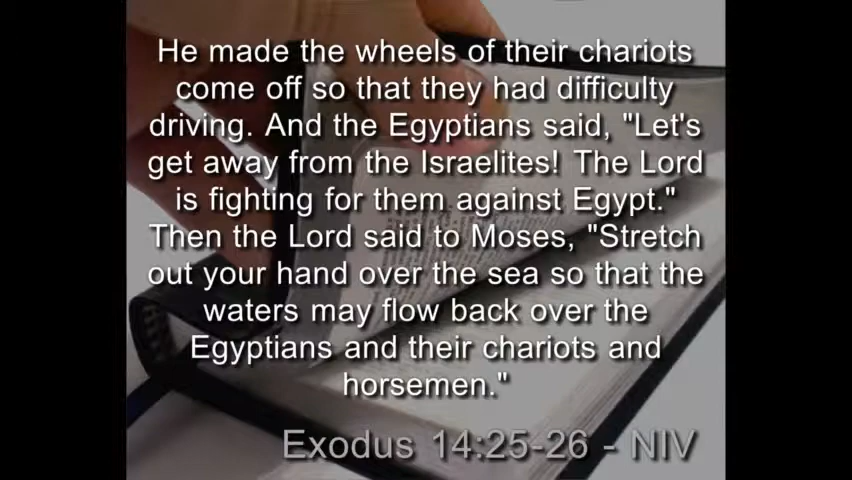 He made the wheels of their chariots
come off so that they had difficulty
driving. And the Egyptians said, "Let's
get away from the Israelites! The Lord
is fighting for them against Egypt."
Then the Lord said to Moses, "Stretch
out your hand over the sea so that the
waters may flow back over the
Egyptians and their chariots and
horsemen."
Exodus 14:25-26 - NIV